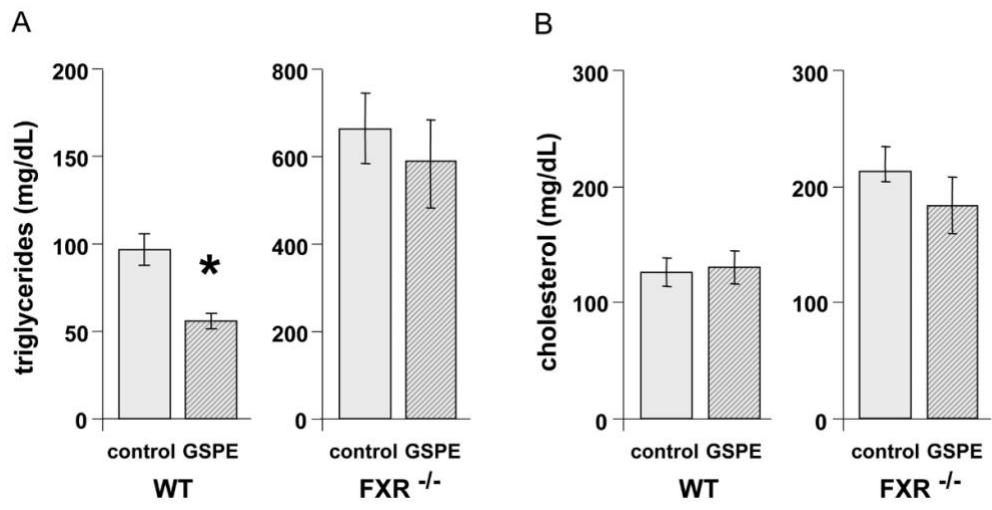 A
triglycerides (mg/dL)
200
150
100
50
0
*
control GSPE
WT
800
600
400
200
0
control GSPE
FXR -/-
B
cholesterol (mg/dL)
300
200
100
0
control GSPE
WT
300
200
100
0
control GSPE
FXR -/-